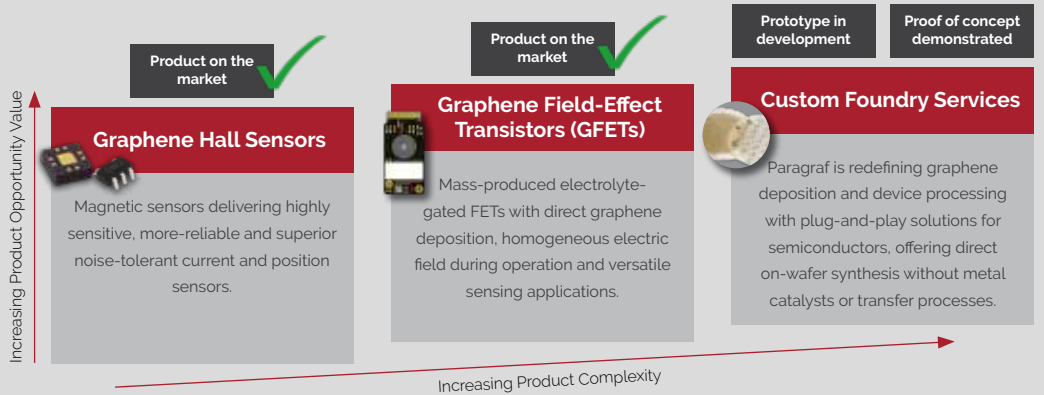 Increasing Product Opportunity Value
Product on the
market
Graphene Hall Sensors
Magnetic sensors delivering highly
sensitive, more-reliable and superior
noise-tolerant current and position
sensors.
Product on the
market
Graphene Field-Effect
Transistors (GFETs)
Mass-produced electrolyte-
gated FETs with direct graphene
deposition, homogeneous electric
field during operation and versatile
sensing applications.
Prototype in
development
Proof of concept
demonstrated
Custom Foundry Services
Paragraf is redefining graphene
deposition and device processing
with plug-and-play solutions for
semiconductors, offering direct
on-wafer synthesis without metal
catalysts or transfer processes.
Increasing Product Complexity